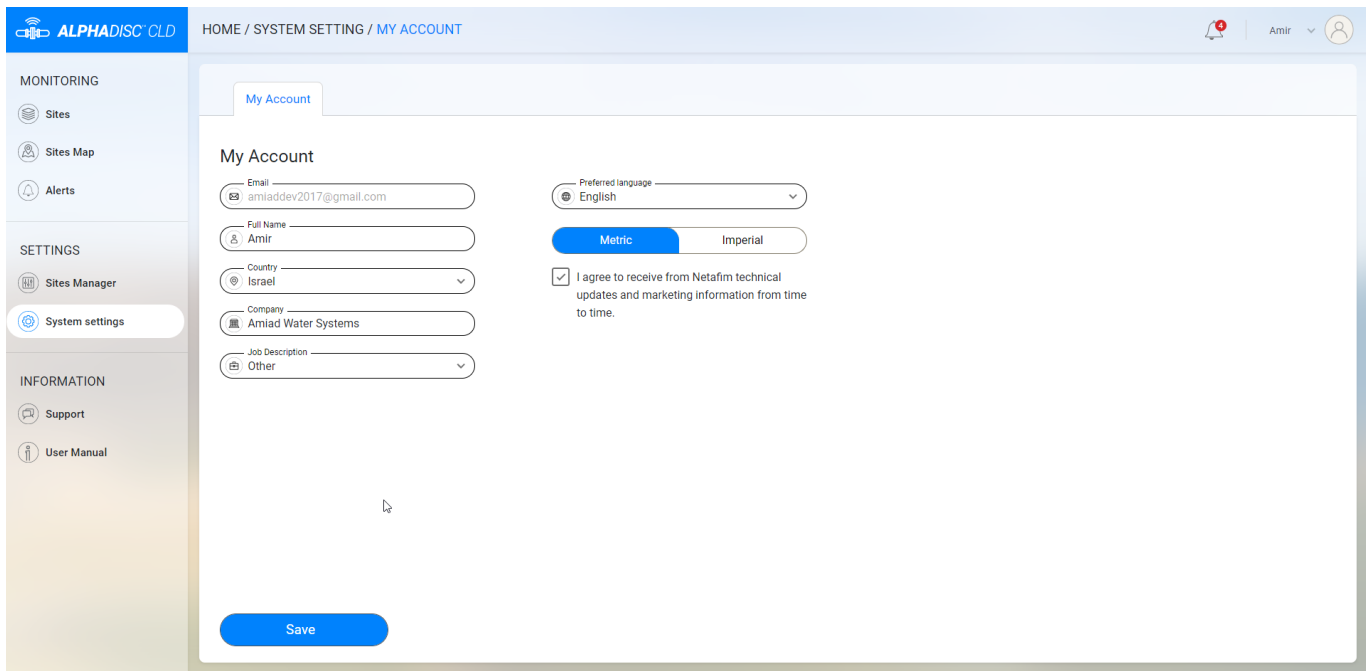 ALPHADISC™ CLD
HOME / SYSTEM SETTING / MY ACCOUNT
4
Amir
MONITORING
Sites
Sites Map
Alerts
SETTINGS
Sites Manager
System settings
INFORMATION
Support
User Manual
My Account
My Account
Email
amiaddev2017@gmail.com
Full Name
Amir
Country
Israel
Company
Amiad Water Systems
Job Description
Other
Preferred language
English
Metric
Imperial
I agree to receive from Netafim technical
updates and marketing information from time
to time.
Save